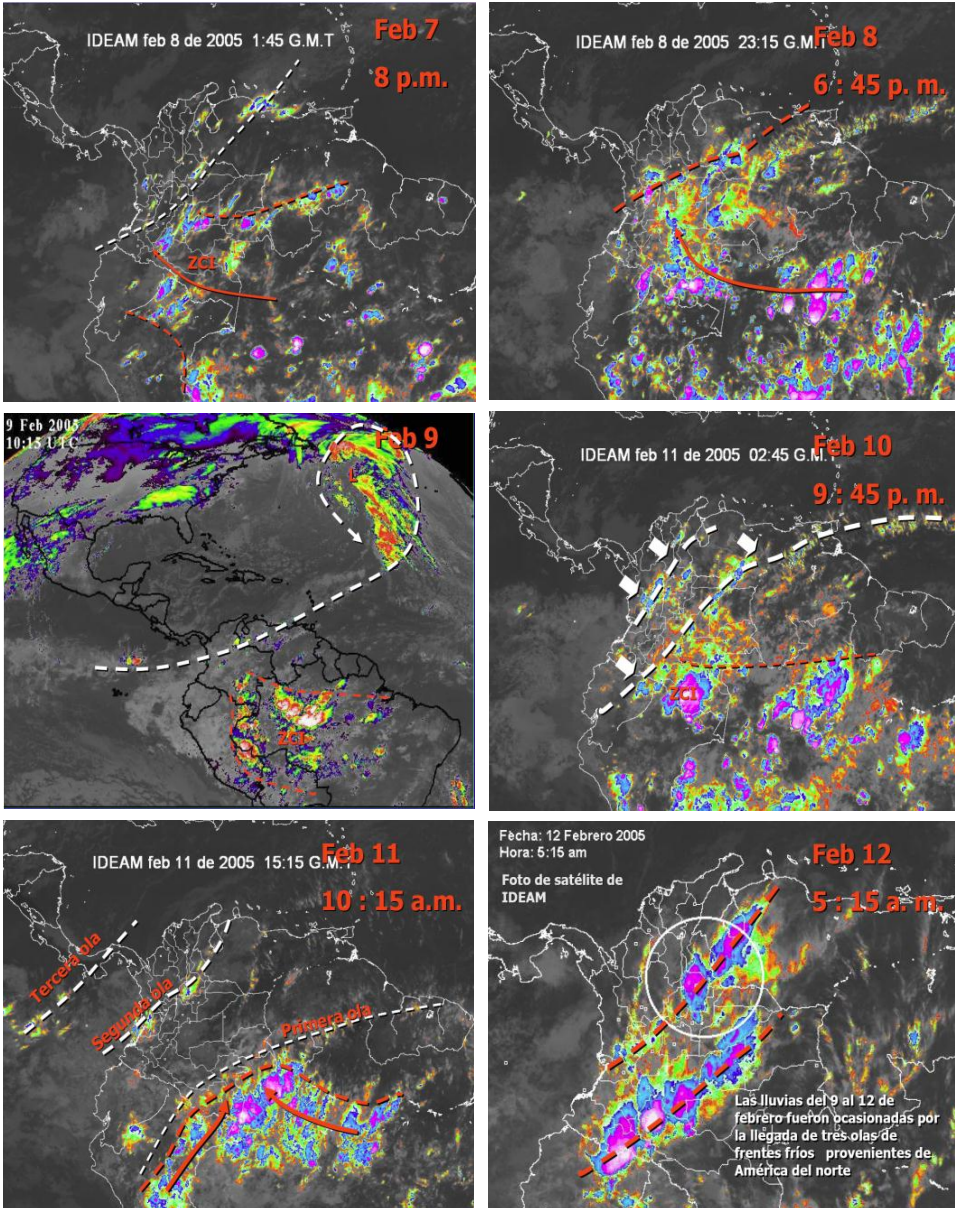 IDEAM feb 8 de 2005 1:45 G.M.T
Feb 7
8 p.m.
ZCI
IDEAM feb 8 de 2005 23:15 G.M.T
Feb 8
6 : 45 p. m.
9 Feb 2005
10:15 UTC
Feb 9
L
ZCI
IDEAM feb 11 de 2005 02:45 G.M.T
Feb 10
9 : 45 p. m.
ZCI
IDEAM feb 11 de 2005 15:15 G.M.T
Feb 11
10 : 15 a.m.
Tercera ola
Segunda ola
Primera ola
Fècha: 12 Febrero 2005
Hora: 5:15 am
Foto de satélite de
IDEAM
Feb 12
5 : 15 a. m.
Las lluvias del 9 al 12 de
febrero fueron ocasionadas por
la llegada de tres olas de
frentes fríos provenientes de
América del norte